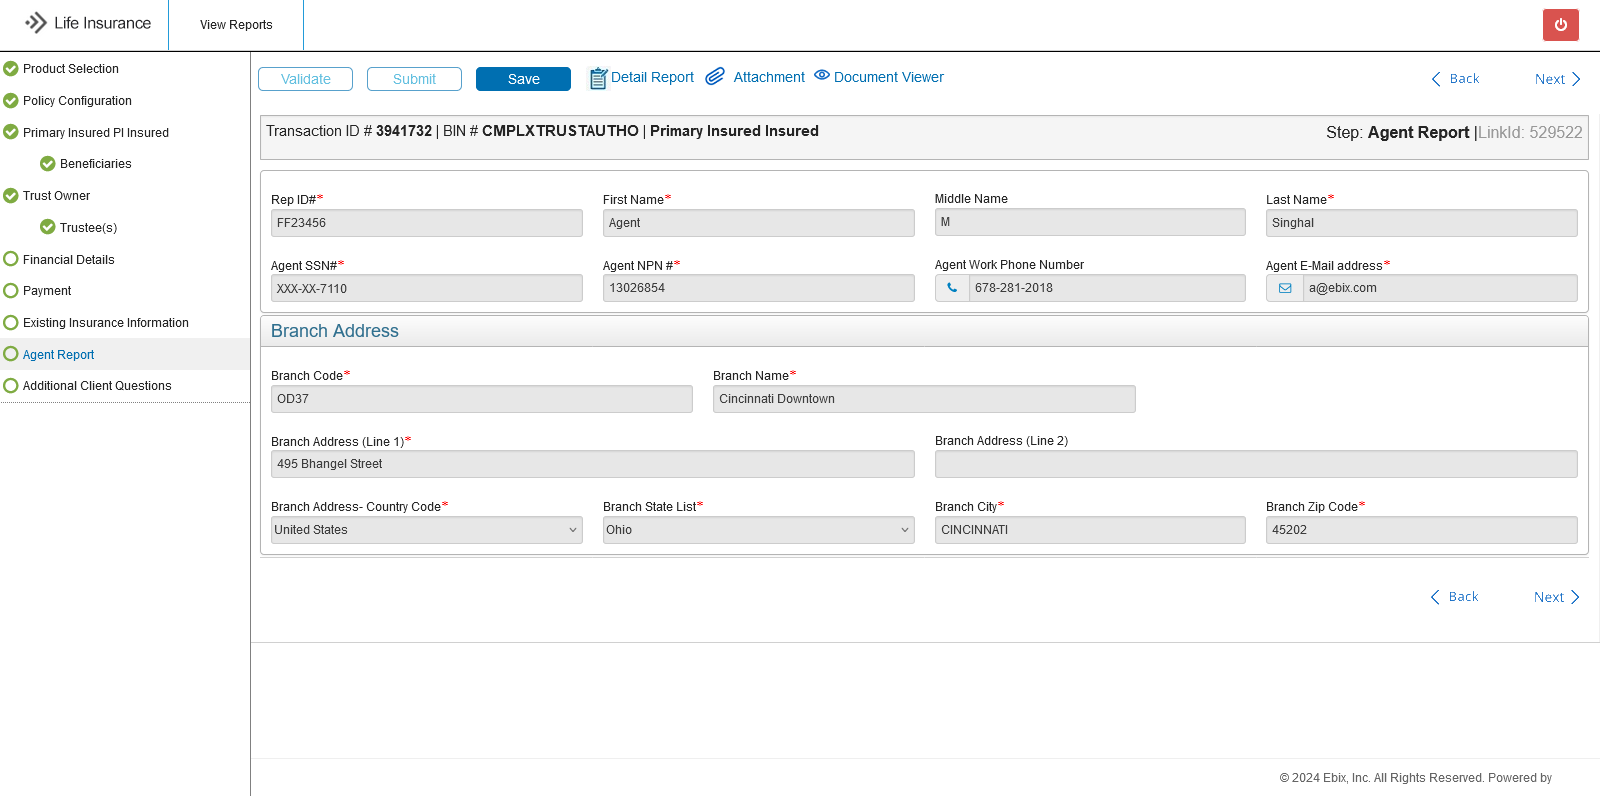 Life Insurance
View Reports
Product Selection
Policy Configuration
Primary Insured PI Insured
Beneficiaries
Trust Owner
Trustee(s)
Financial Details
Payment
Existing Insurance Information
Agent Report
Additional Client Questions
Validate Submit Save Detail Report Attachment Document Viewer Back Next
Transaction ID # 3941732 | BIN # CMPLXTRUSTAUTHO | Primary Insured Insured
Step: Agent Report |LinkId: 529522
Rep ID#* First Name* Middle Name Last Name*
FF23456 Agent M Singhal
Agent SSN#* Agent NPN #* Agent Work Phone Number Agent E-Mail address*
XXX-XX-7110 13026854 678-281-2018 a@ebix.com
Branch Address
Branch Code* Branch Name*
OD37 Cincinnati Downtown
Branch Address (Line 1)* Branch Address (Line 2)
495 Bhangel Street
Branch Address- Country Code* Branch State List* Branch City* Branch Zip Code*
United States Ohio CINCINNATI 45202
Back Next
© 2024 Ebix, Inc. All Rights Reserved. Powered by